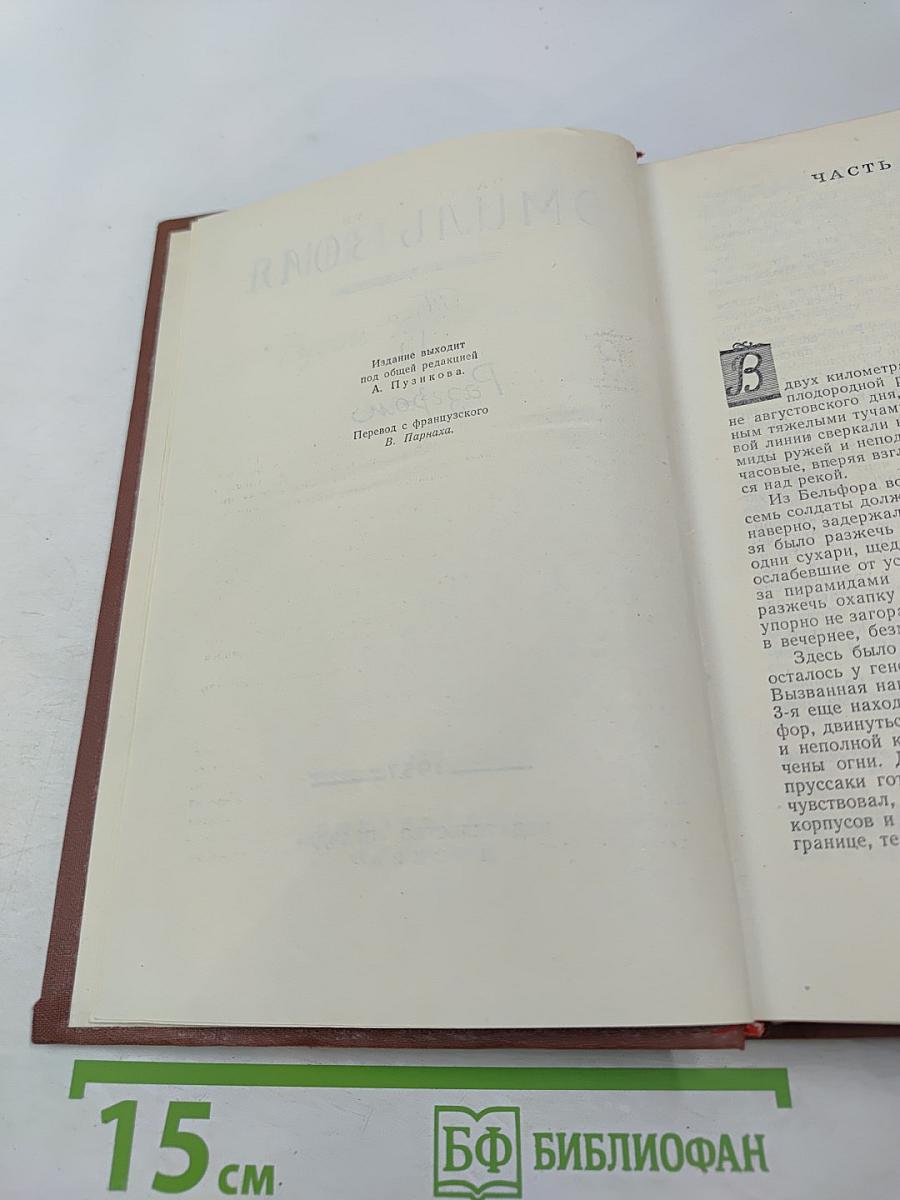 Издание выходит
под общей редакцией
А. Пузикова.
Перевод с французского
В. Парнаха.
ЧАСТЬ
В двух километра
плодородной
не августовского дня,
ным тяжелыми тучам
вой линии сверкали
миды ружей и непод
часовые, вперяя взгл
ся над рекой.
Из Бельфора
семь солдаты долж
наверно, задержал
зя было разжечь
одни сухари, щед
ослабевшие от ус
за пирамидами
разжечь охапку
упорно не загора
в вечернее, без
Здесь было
осталось у ген
Вызванная на
3-я еще наход
фор, двинутьс
и неполной к
чены огни.
пруссаки гот
чувствовал,
корпусов и
границе, те
15 см
БФ БИБЛИОФАН